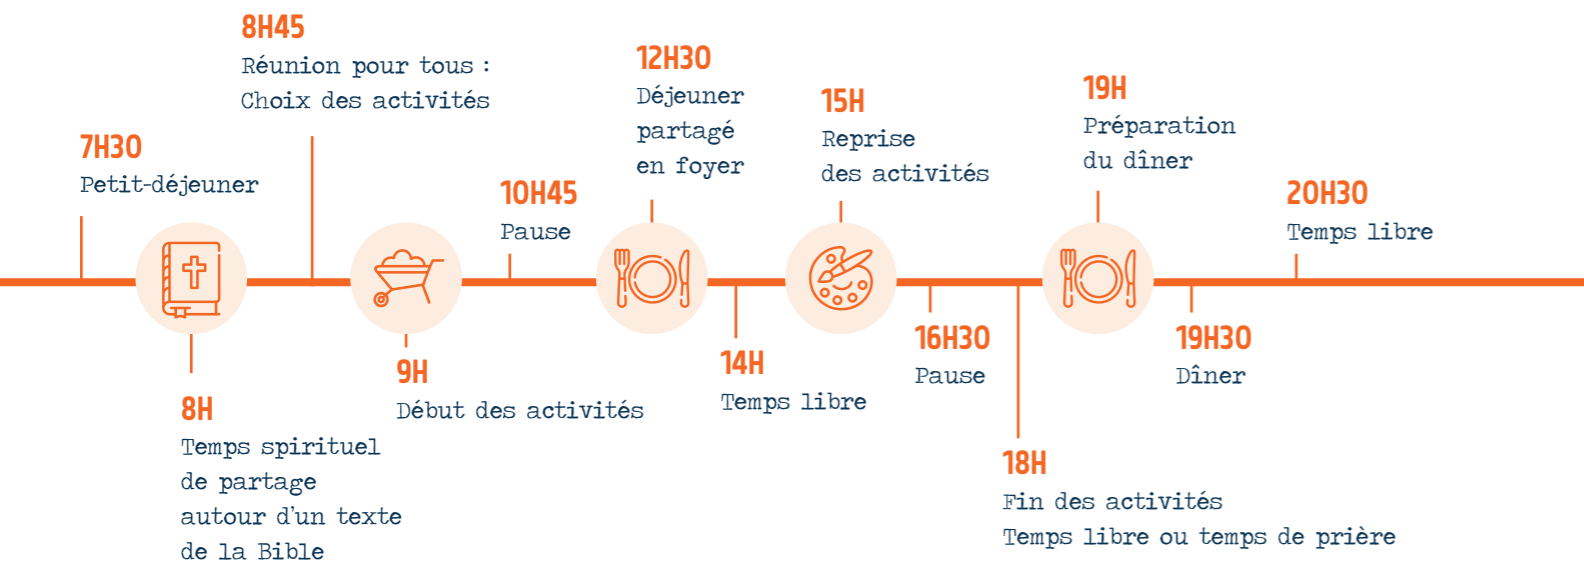 7H30
Petit-déjeuner
8H
Temps spirituel
de partage
autour d'un texte
de la Bible
8H45
Réunion pour tous :
Choix des activités
9H
Début des activités
10H45
Pause
12H30
Déjeuner
partagé
en foyer
14H
Temps libre
15H
Reprise
des activités
16H30
Pause
18H
Fin des activités
Temps libre ou temps de prière
19H
Préparation
du dîner
19H30
Dîner
20H30
Temps libre